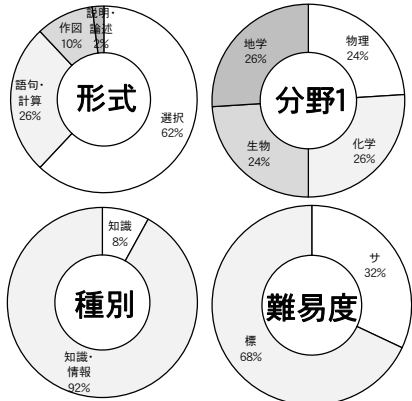 説明・
論述
2%
作図
10%
語句・
計算
26%
形式
選択
62%
地学
26%
物理
24%
分野1
生物
24%
化学
26%
知識
8%
種別
知識・
情報
92%
サ
32%
難易度
標
68%